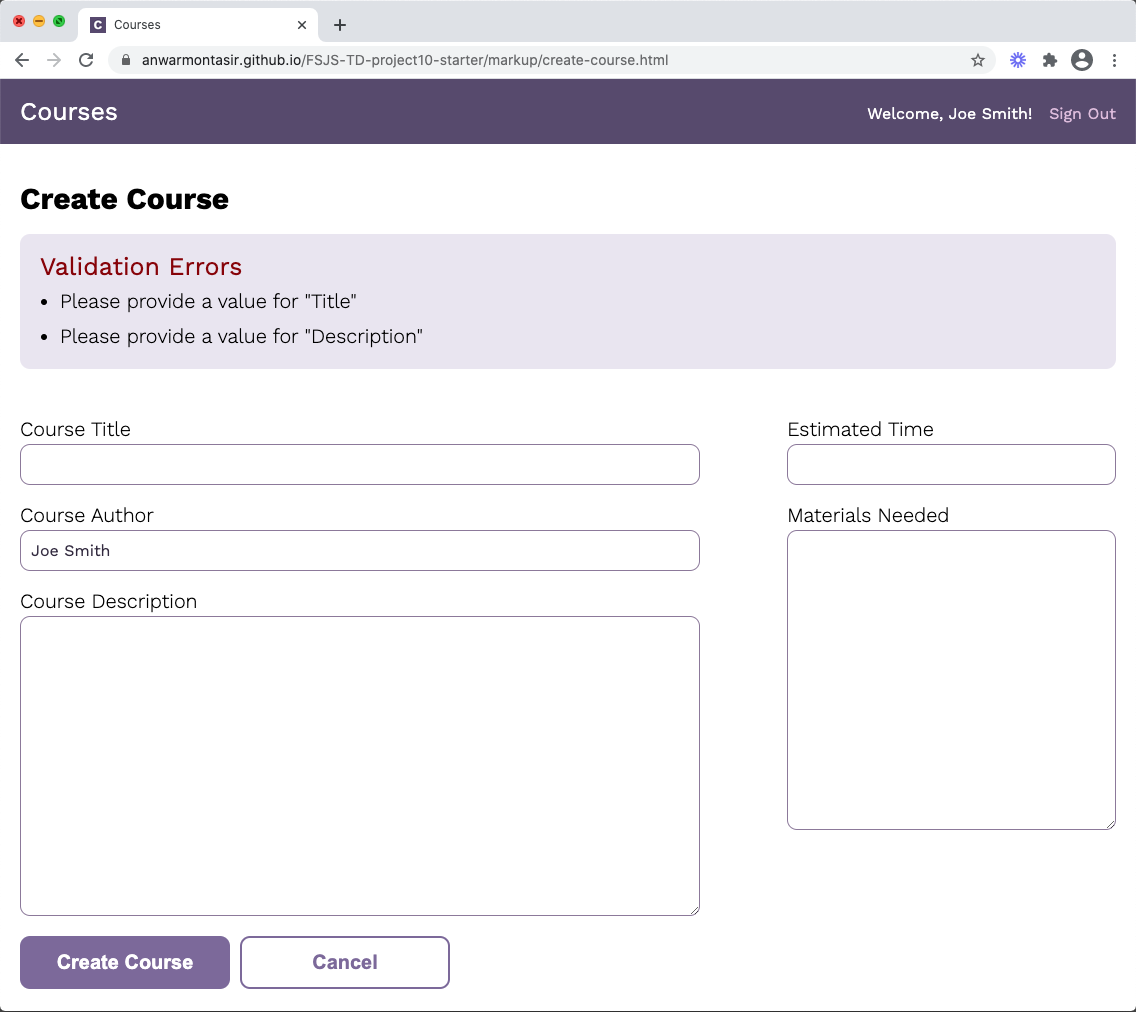 C Courses
anwarmontasir.github.io/FSJS-TD-project10-starter/markup/create-course.html
Courses
Welcome, Joe Smith! Sign Out
Create Course
Validation Errors
• Please provide a value for "Title"
• Please provide a value for "Description"
Course Title
Estimated Time
Course Author
Materials Needed
Joe Smith
Course Description
Create Course
Cancel